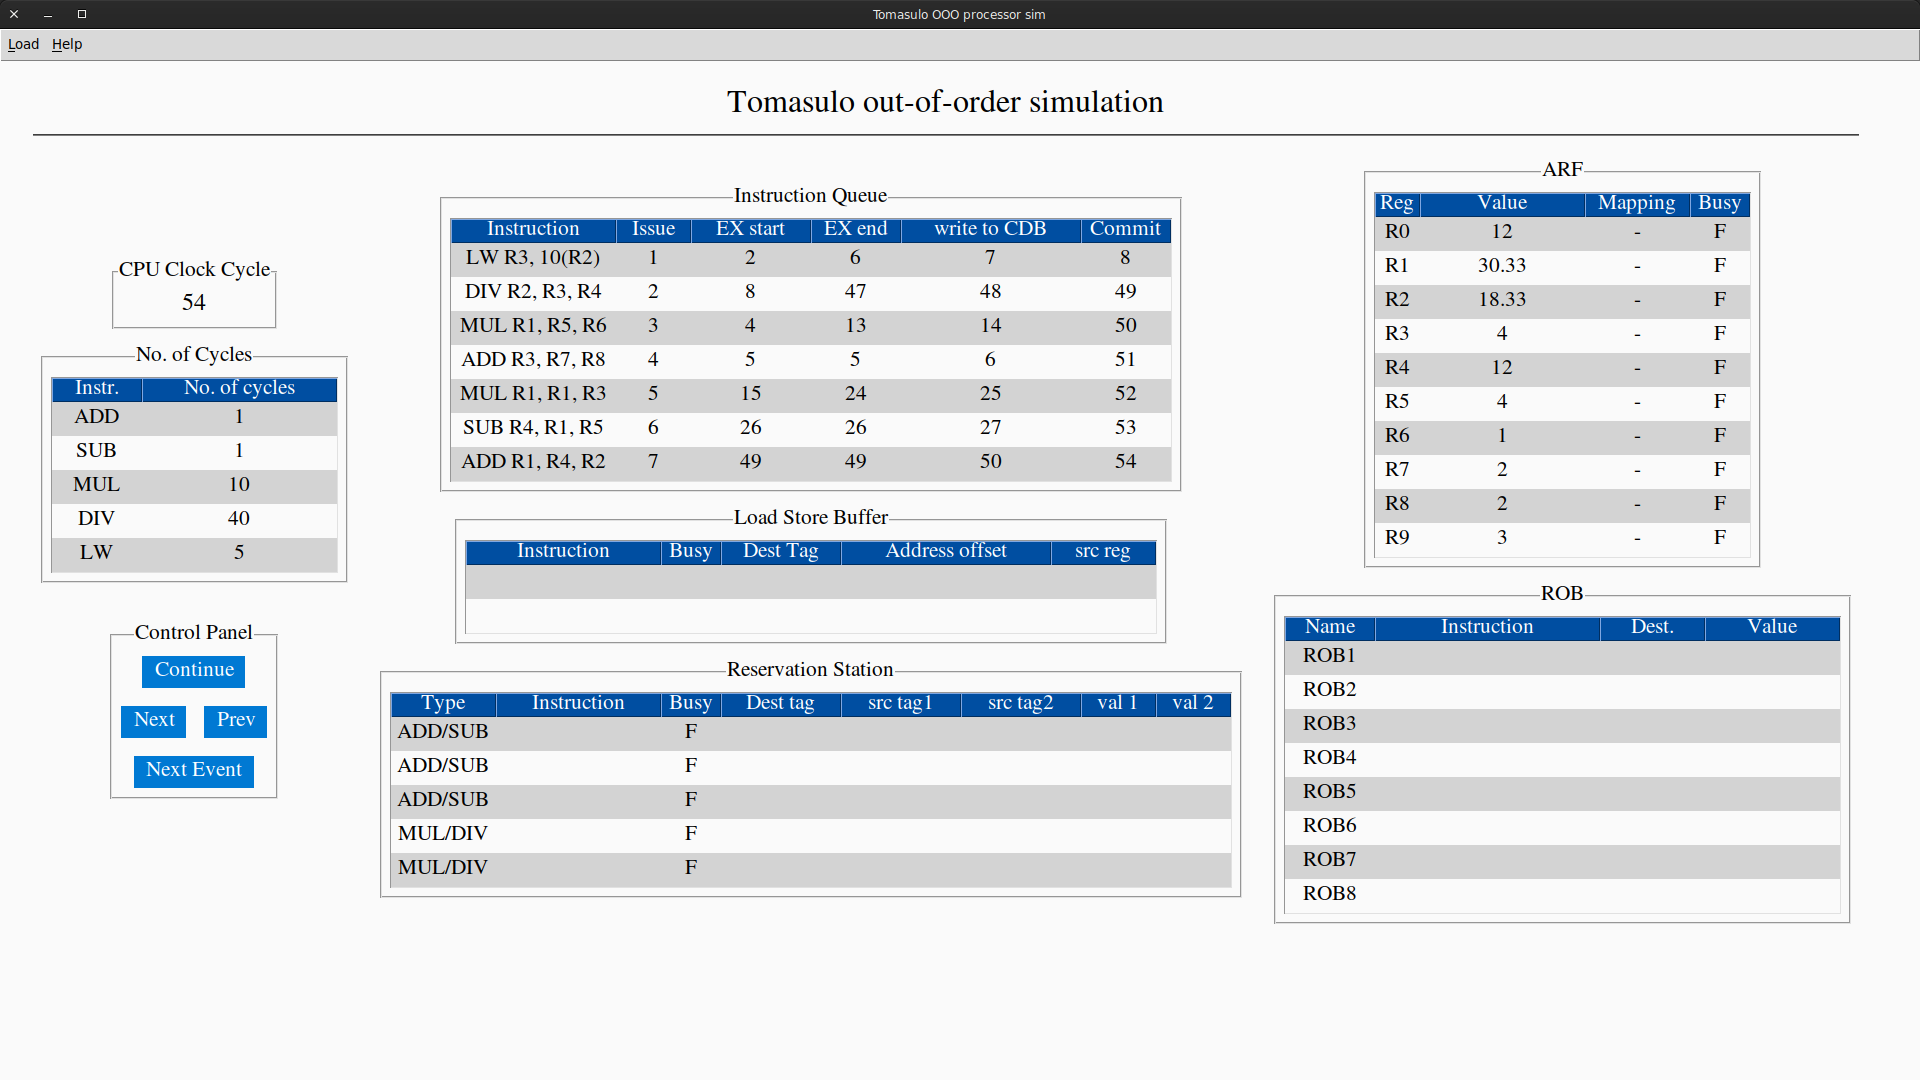 Tomasulo OOO processor sim
Load Help
Tomasulo out-of-order simulation
CPU Clock Cycle
54
No. of Cycles
Instr. No. of cycles
ADD 1
SUB 1
MUL 10
DIV 40
LW 5
Control Panel
Continue
Next Prev
Next Event
Instruction Queue
Instruction Issue EX start EX end write to CDB Commit
LW R3, 10(R2) 1 2 6 7 8
DIV R2, R3, R4 2 8 47 48 49
MUL R1, R5, R6 3 4 13 14 50
ADD R3, R7, R8 4 5 5 6 51
MUL R1, R1, R3 5 15 24 25 52
SUB R4, R1, R5 6 26 26 27 53
ADD R1, R4, R2 7 49 49 50 54
Load Store Buffer
Instruction Busy Dest Tag Address offset src reg
Reservation Station
Type Instruction Busy Dest tag src tag1 src tag2 val 1 val 2
ADD/SUB F
ADD/SUB F
ADD/SUB F
MUL/DIV F
MUL/DIV F
ARF
Reg Value Mapping Busy
R0 12 - F
R1 30.33 - F
R2 18.33 - F
R3 4 - F
R4 12 - F
R5 4 - F
R6 1 - F
R7 2 - F
R8 2 - F
R9 3 - F
ROB
Name Instruction Dest. Value
ROB1
ROB2
ROB3
ROB4
ROB5
ROB6
ROB7
ROB8